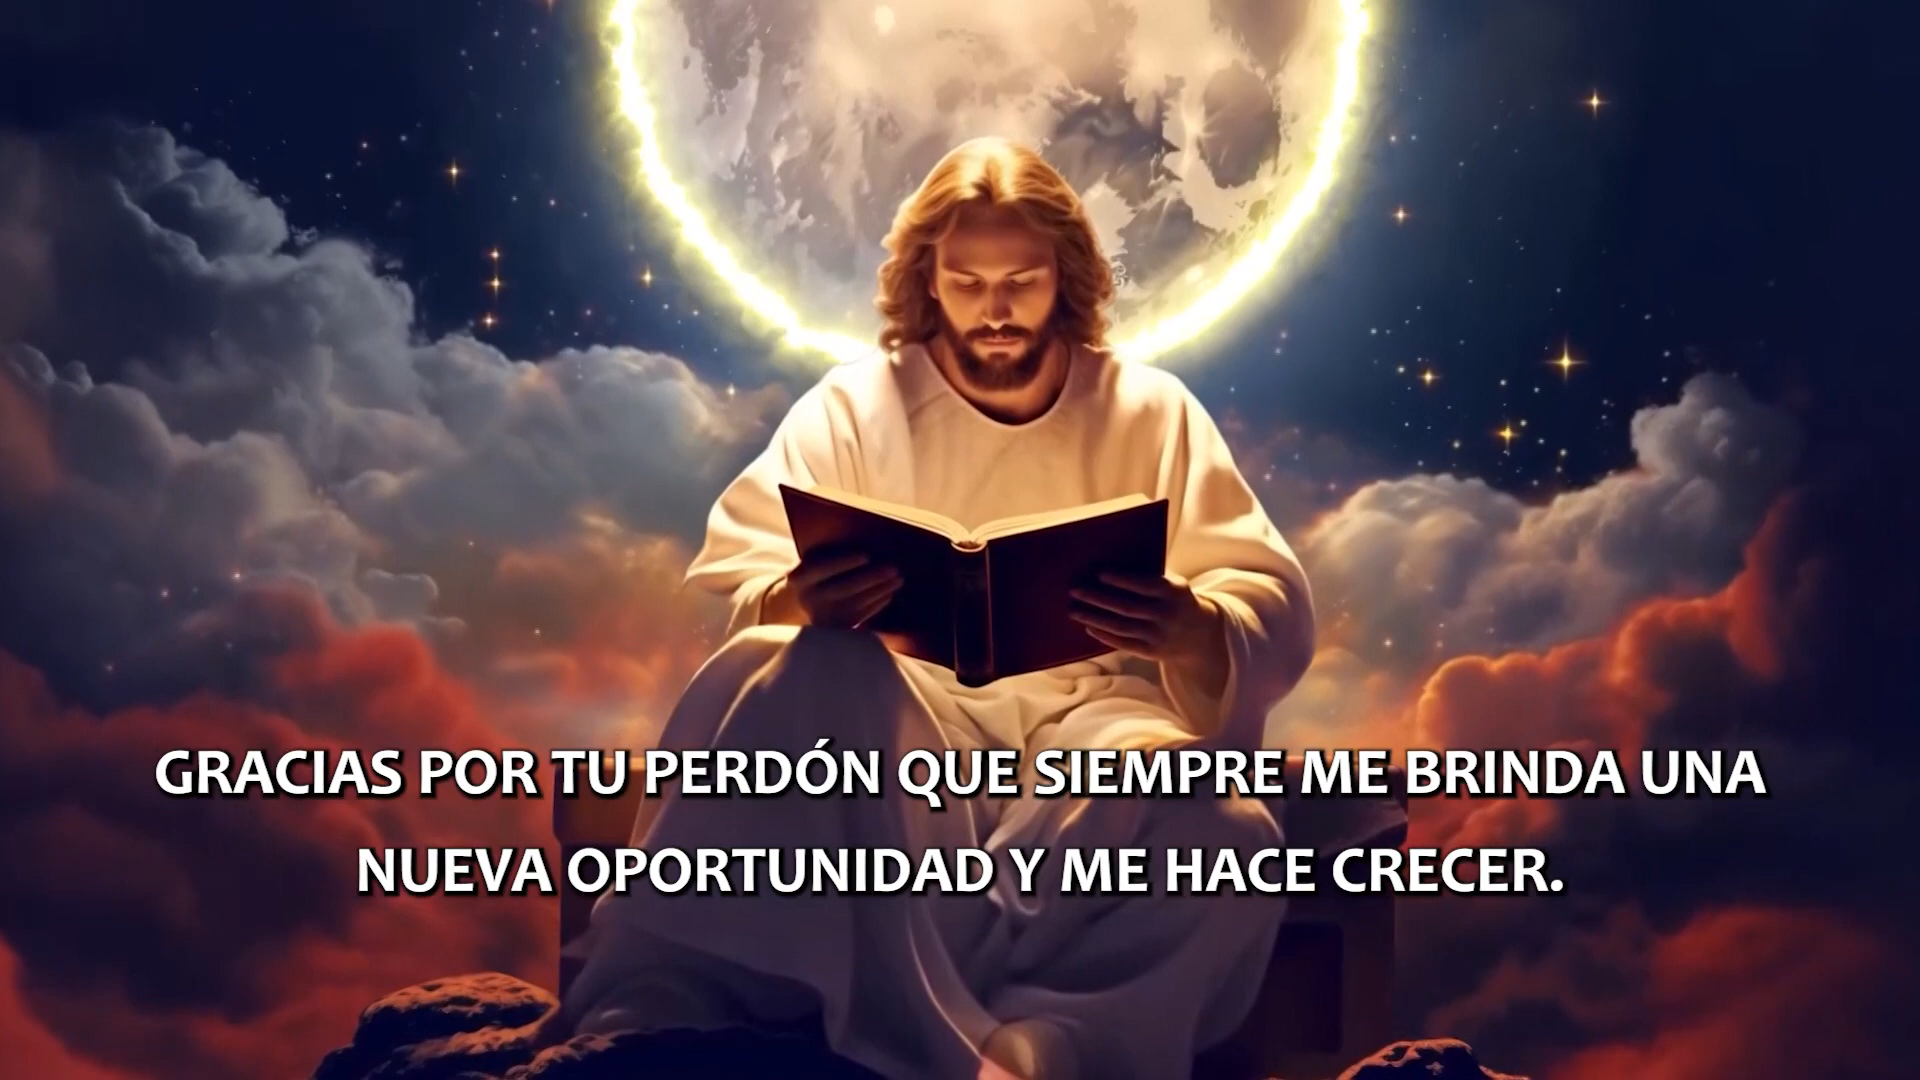 GRACIAS POR TU PERDÓN QUE SIEMPRE ME BRINDA UNA
NUEVA OPORTUNIDAD Y ME HACE CRECER.